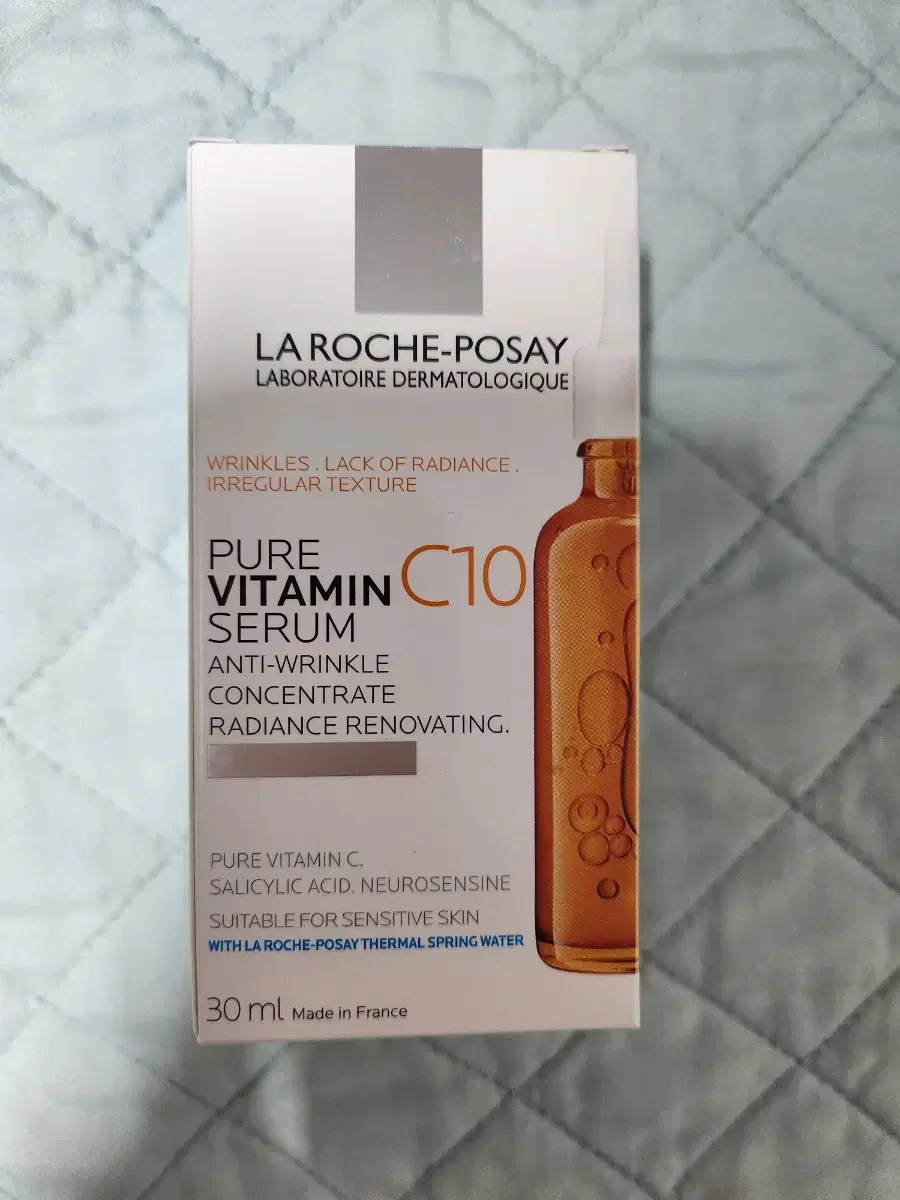 LA ROCHE-POSAY
LABORATOIRE DERMATOLOGIQUE
WRINKLES . LACK OF RADIANCE .
IRREGULAR TEXTURE
PURE
VITAMIN C10
SERUM
ANTI-WRINKLE
CONCENTRATE
RADIANCE RENOVATING.
PURE VITAMIN C.
SALICYLIC ACID. NEUROSENSINE
SUITABLE FOR SENSITIVE SKIN
WITH LA ROCHE-POSAY THERMAL SPRING WATER
30 ml Made in France